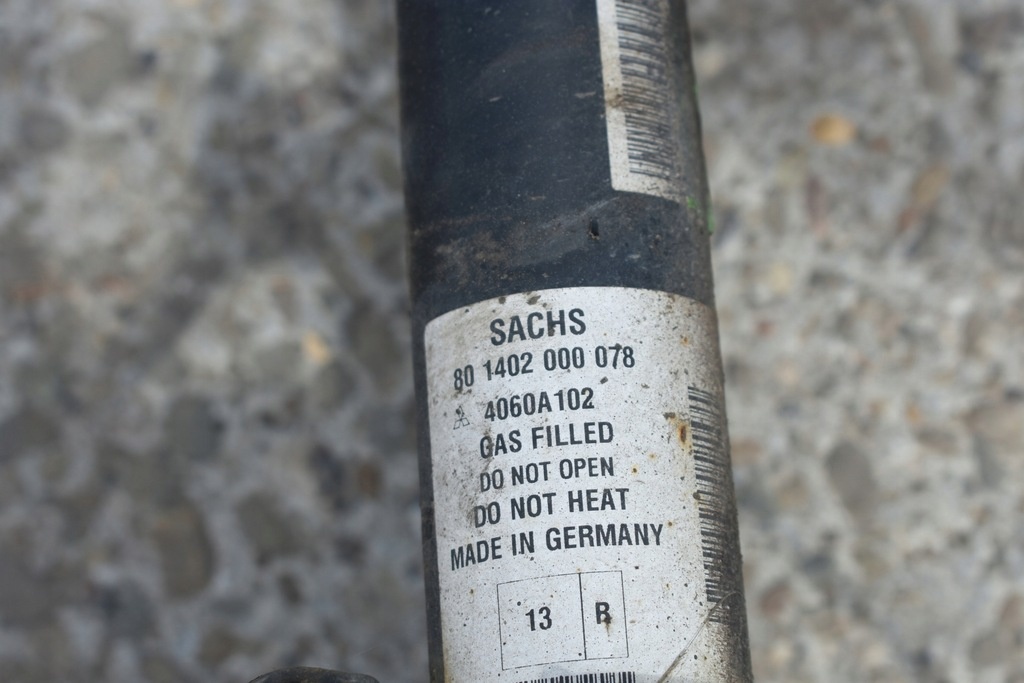 SACHS
80 1402 000 078
4060A102
GAS FILLED
DO NOT OPEN
DO NOT HEAT
MADE IN GERMANY
13 B